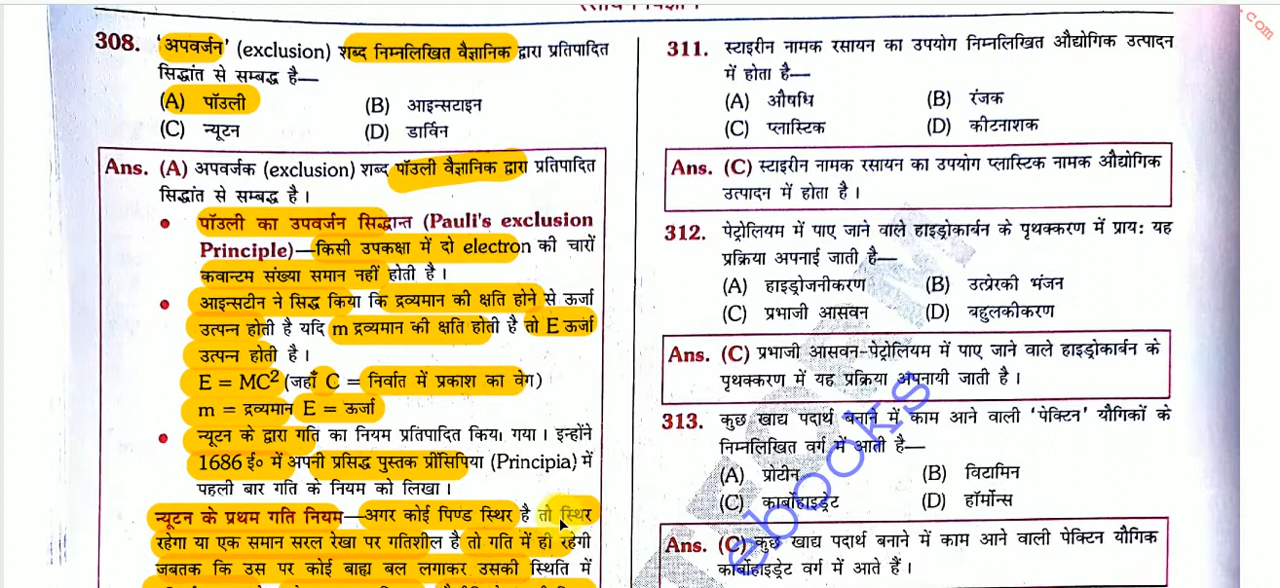 308. 'अपवर्जन' (exclusion) शब्द निम्नलिखित वैज्ञानिक द्वारा प्रतिपादित
सिद्धांत से सम्बद्ध है—
(A) पॉउली (B) आइन्सटाइन
(C) न्यूटन (D) डार्विन
Ans. (A) अपवर्जक (exclusion) शब्द पॉउली वैज्ञानिक द्वारा प्रतिपादित
सिद्धांत से सम्बद्ध है ।
• पॉउली का उपवर्जन सिद्धान्त (Pauli's exclusion
Principle)—किसी उपकक्षा में दो electron की चारों
कवान्टम संख्या समान नहीं होती है ।
• आइन्सटीन ने सिद्ध किया कि द्रव्यमान की क्षति होने से ऊर्जा
उत्पन्न होती है यदि m द्रव्यमान की क्षति होती है तो E ऊर्जा
उत्पन्न होती है ।
E = MC² (जहाँ C = निर्वात में प्रकाश का वेग)
m = द्रव्यमान E = ऊर्जा
• न्यूटन के द्वारा गति का नियम प्रतिपादित किया गया । इन्होंने
1686 ई० में अपनी प्रसिद्ध पुस्तक प्रींसिपिया (Principia) में
पहली बार गति के नियम को लिखा ।
न्यूटन के प्रथम गति नियम—अगर कोई पिण्ड स्थिर है तो स्थिर
रहेगा या एक समान सरल रेखा पर गतिशील है तो गति में ही रहेगी
जबतक कि उस पर कोई बाह्य बल लगाकर उसकी स्थिति में
311. स्टाइरीन नामक रसायन का उपयोग निम्नलिखित औद्योगिक उत्पादन
में होता है—
(A) औषधि (B) रंजक
(C) प्लास्टिक (D) कीटनाशक
Ans. (C) स्टाइरीन नामक रसायन का उपयोग प्लास्टिक नामक औद्योगिक
उत्पादन में होता है ।
312. पेट्रोलियम में पाए जाने वाले हाइड्रोकार्बन के पृथक्करण में प्राय: यह
प्रक्रिया अपनाई जाती है—
(A) हाइड्रोजनीकरण (B) उत्प्रेरकी भंजन
(C) प्रभाजी आसवन (D) बहुलकीकरण
Ans. (C) प्रभाजी आसवन-पेट्रोलियम में पाए जाने वाले हाइड्रोकार्बन के
पृथक्करण में यह प्रक्रिया अपनायी जाती है ।
313. कुछ खाद्य पदार्थ बनाने में काम आने वाली 'पेक्टिन' यौगिकों के
निम्नलिखित वर्ग में आती है—
(A) प्रोटीन (B) विटामिन
(C) कार्बोहाइड्रेट (D) हॉर्मोन्स
Ans. (C) कुछ खाद्य पदार्थ बनाने में काम आने वाली पेक्टिन यौगिक
कार्बोहाइड्रेट वर्ग में आते हैं ।
ebooks
.com